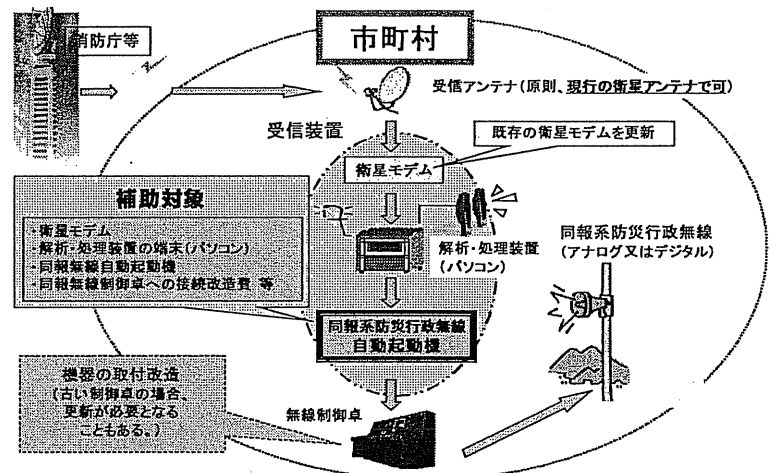 消防庁等
市町村
受信アンテナ(原則、現行の衛星アンテナで可)
受信装置
既存の衛星モデムを更新
衛星モデム
補助対象
・衛星モデム
・解析・処理装置の端末(パソコン)
・同報無線自動起動機
・同報無線制御卓への接続改造費 等
解析・処理装置
(パソコン)
同報系防災行政無線
(アナログ又はデジタル)
同報系防災行政無線
自動起動機
機器の取付改造
(古い制御卓の場合、
更新が必要となる
こともある。)
無線制御卓